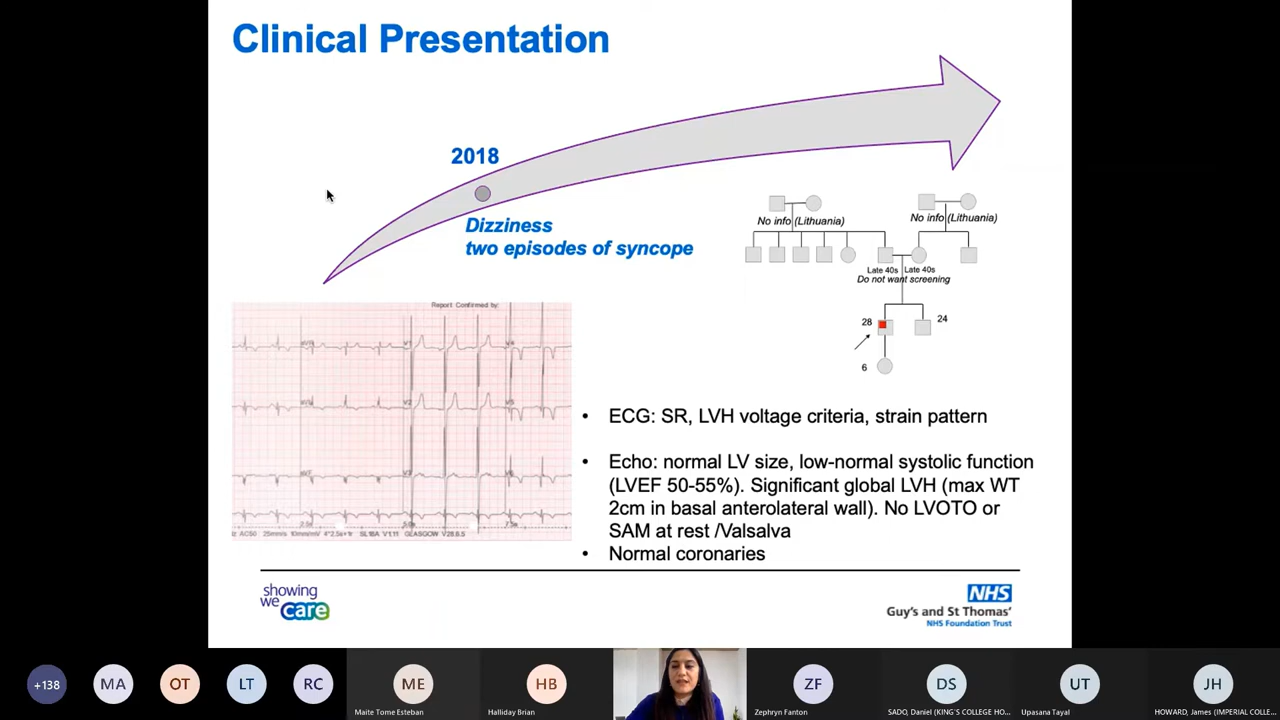 Clinical Presentation
2018
Dizziness
two episodes of syncope
No info (Lithuania)
No info (Lithuania)
Late 40s
Late 40s
Do not want screening
28
24
6
Report Confirmed by:
V1
V4
V2
V5
• ECG: SR, LVH voltage criteria, strain pattern
• Echo: normal LV size, low-normal systolic function
(LVEF 50-55%). Significant global LVH (max WT
2cm in basal anterolateral wall). No LVOTO or
SAM at rest /Valsalva
• Normal coronaries
showing
we care
NHS
Guy's and St Thomas'
NHS Foundation Trust
+138
MA
OT
LT
RC
ME
Maite Tome Esteban
HB
Halliday Brian
ZF
Zephryn Fanton
DS
SADO, Daniel (KING'S COLLEGE HO...
UT
Upasana Tayal
JH
HOWARD, James (IMPERIAL COLLE...